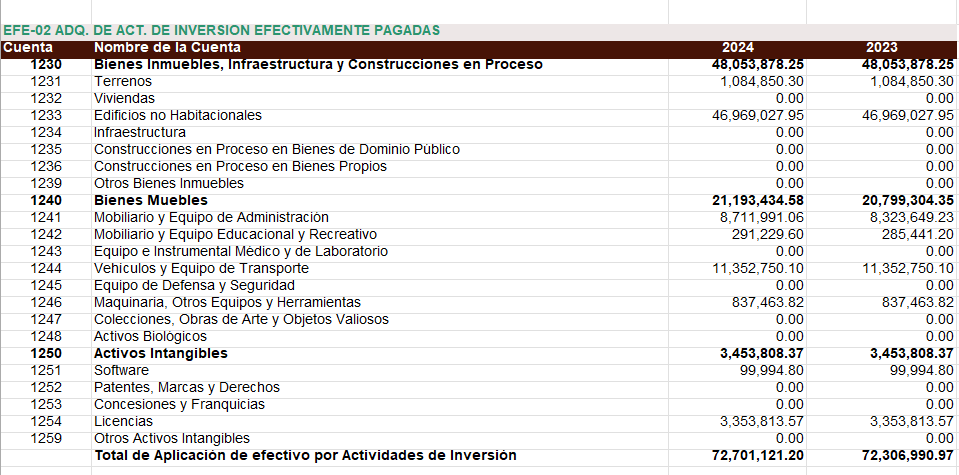 EFE-02 ADQ. DE ACT. DE INVERSION EFECTIVAMENTE PAGADAS
Cuenta Nombre de la Cuenta 2024 2023
1230 Bienes Inmuebles, Infraestructura y Construcciones en Proceso 48,053,878.25 48,053,878.25
1231 Terrenos 1,084,850.30 1,084,850.30
1232 Viviendas 0.00 0.00
1233 Edificios no Habitacionales 46,969,027.95 46,969,027.95
1234 Infraestructura 0.00 0.00
1235 Construcciones en Proceso en Bienes de Dominio Público 0.00 0.00
1236 Construcciones en Proceso en Bienes Propios 0.00 0.00
1239 Otros Bienes Inmuebles 0.00 0.00
1240 Bienes Muebles 21,193,434.58 20,799,304.35
1241 Mobiliario y Equipo de Administración 8,711,991.06 8,323,649.23
1242 Mobiliario y Equipo Educacional y Recreativo 291,229.60 285,441.20
1243 Equipo e Instrumental Médico y de Laboratorio 0.00 0.00
1244 Vehículos y Equipo de Transporte 11,352,750.10 11,352,750.10
1245 Equipo de Defensa y Seguridad 0.00 0.00
1246 Maquinaria, Otros Equipos y Herramientas 837,463.82 837,463.82
1247 Colecciones, Obras de Arte y Objetos Valiosos 0.00 0.00
1248 Activos Biológicos 0.00 0.00
1250 Activos Intangibles 3,453,808.37 3,453,808.37
1251 Software 99,994.80 99,994.80
1252 Patentes, Marcas y Derechos 0.00 0.00
1253 Concesiones y Franquicias 0.00 0.00
1254 Licencias 3,353,813.57 3,353,813.57
1259 Otros Activos Intangibles 0.00 0.00
Total de Aplicación de efectivo por Actividades de Inversión 72,701,121.20 72,306,990.97